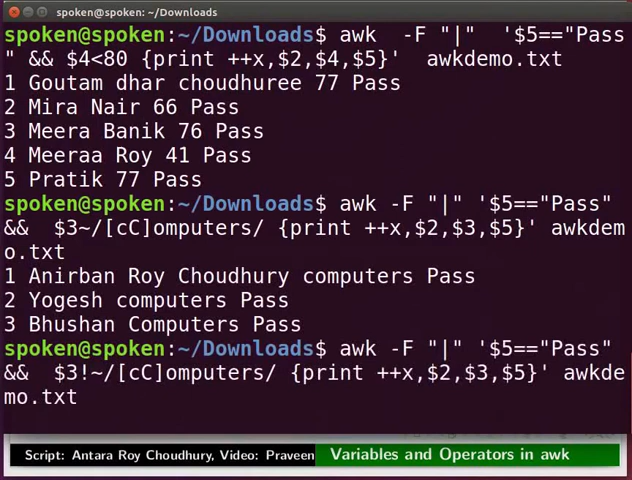 spoken@spoken: ~/Downloads
spoken@spoken:~/Downloads$ awk  -F "|"  '$5=="Pass
" && $4<80 {print ++x,$2,$4,$5}'  awkdemo.txt
1 Goutam dhar choudhuree 77 Pass
2 Mira Nair 66 Pass
3 Meera Banik 76 Pass
4 Meeraa Roy 41 Pass
5 Pratik 77 Pass
spoken@spoken:~/Downloads$ awk -F "|" '$5=="Pass"
&&  $3~/[cC]omputers/ {print ++x,$2,$3,$5}' awkdem
o.txt
1 Anirban Roy Choudhury computers Pass
2 Yogesh computers Pass
3 Bhushan Computers Pass
spoken@spoken:~/Downloads$ awk -F "|" '$5=="Pass"
&&  $3!~/[cC]omputers/ {print ++x,$2,$3,$5}' awkde
mo.txt
Script: Antara Roy Choudhury, Video: Praveen
Variables and Operators in awk